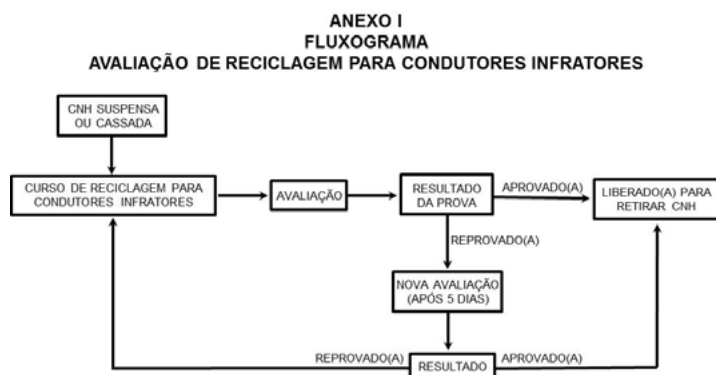 ANEXO I
FLUXOGRAMA
AVALIAÇÃO DE RECICLAGEM PARA CONDUTORES INFRATORES
CNH SUSPENSA
OU CASSADA
CURSO DE RECICLAGEM PARA
CONDUTORES INFRATORES
AVALIAÇÃO
RESULTADO
DA PROVA
APROVADO(A)
LIBERADO(A) PARA
RETIRAR CNH
REPROVADO(A)
NOVA AVALIAÇÃO
(APÓS 5 DIAS)
REPROVADO(A)
RESULTADO
APROVADO(A)